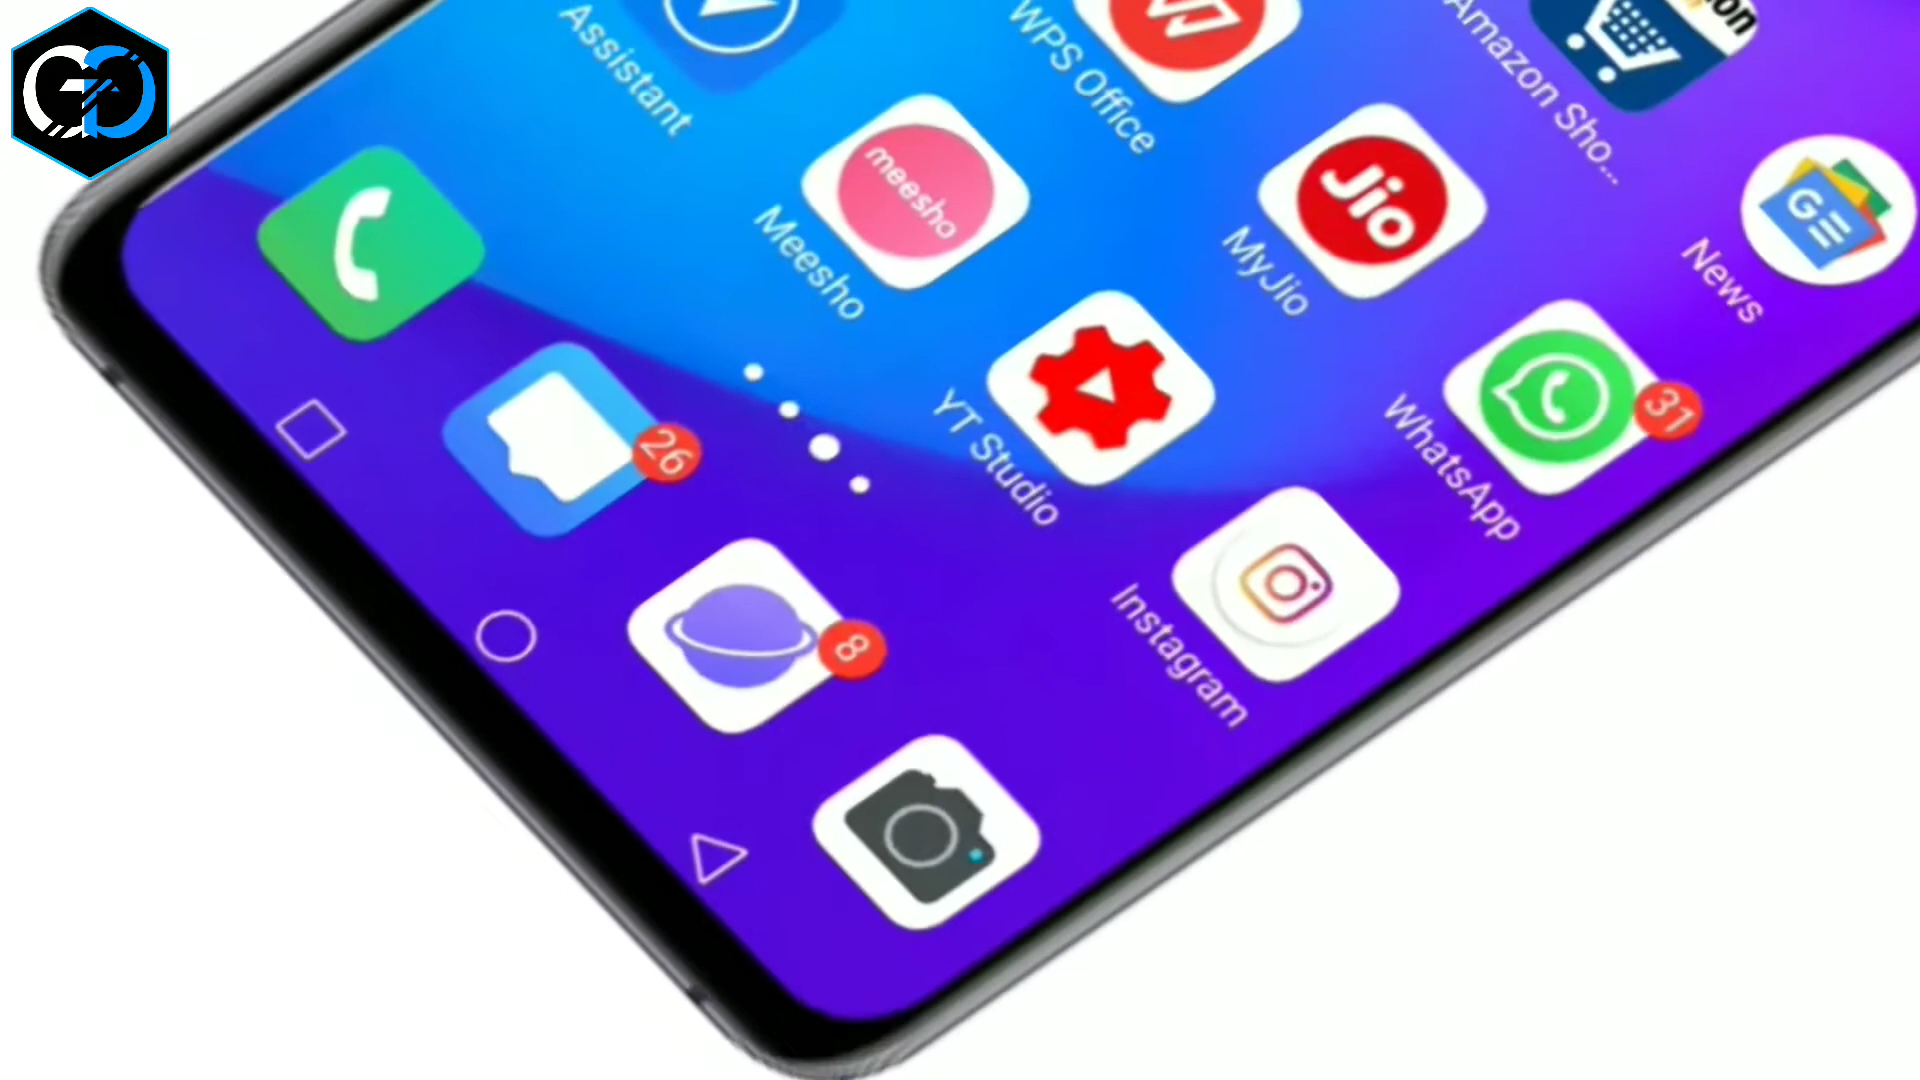 Assistant
WPS Office
Amazon Sho...
meesho
Meesho
Jio
MyJio
G
News
YT Studio
31
WhatsApp
26
Instagram
8